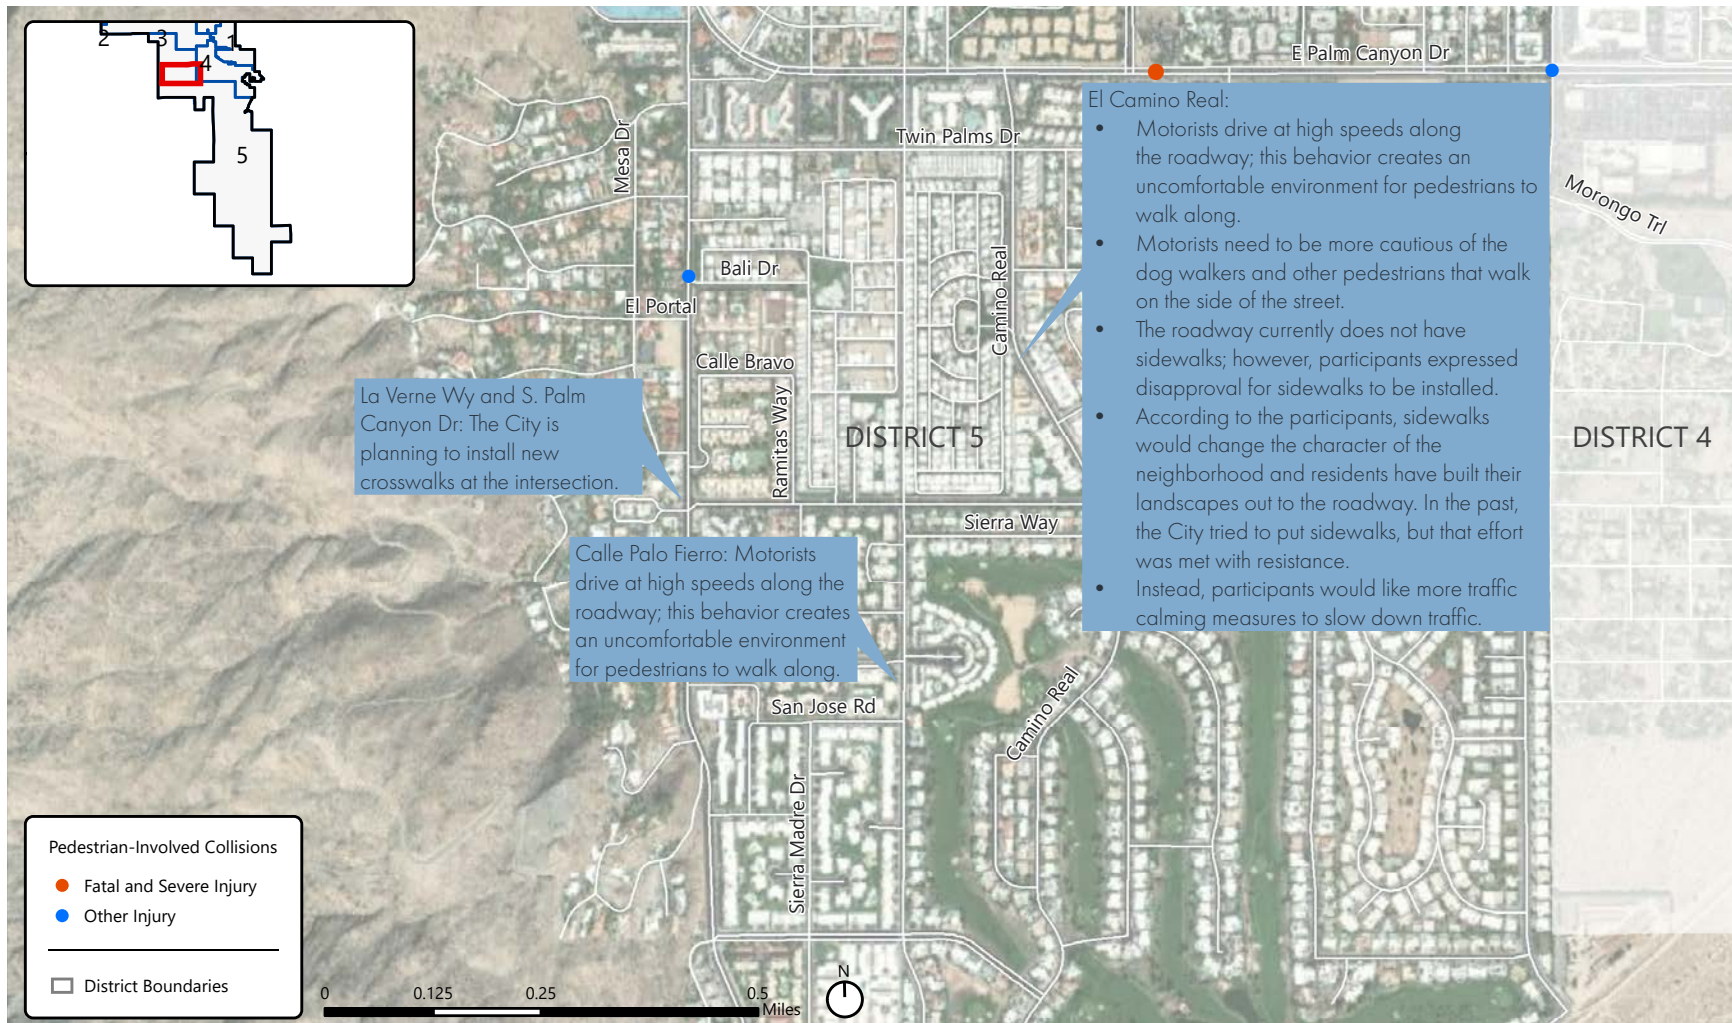 2
3
1
4
5
E Palm Canyon Dr
Twin Palms Dr
Mesa Dr
Morongo Trl
Bali Dr
El Portal
Camino Real
Calle Bravo
Ramitas Way
DISTRICT 5
DISTRICT 4
Sierra Way
San Jose Rd
Camino Real
Sierra Madre Dr
El Camino Real:
• Motorists drive at high speeds along
the roadway; this behavior creates an
uncomfortable environment for pedestrians to
walk along.
• Motorists need to be more cautious of the
dog walkers and other pedestrians that walk
on the side of the street.
• The roadway currently does not have
sidewalks; however, participants expressed
disapproval for sidewalks to be installed.
• According to the participants, sidewalks
would change the character of the
neighborhood and residents have built their
landscapes out to the roadway. In the past,
the City tried to put sidewalks, but that effort
was met with resistance.
• Instead, participants would like more traffic
calming measures to slow down traffic.
La Verne Wy and S. Palm
Canyon Dr: The City is
planning to install new
crosswalks at the intersection.
Calle Palo Fierro: Motorists
drive at high speeds along the
roadway; this behavior creates
an uncomfortable environment
for pedestrians to walk along.
Pedestrian-Involved Collisions
Fatal and Severe Injury
Other Injury
District Boundaries
0 0.125 0.25 0.5
Miles
N